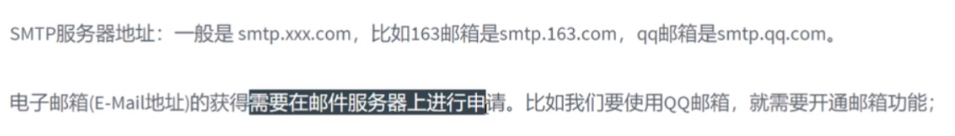 SMTP服务器地址：一般是 smtp.xxx.com，比如163邮箱是smtp.163.com，qq邮箱是smtp.qq.com。
电子邮箱(E-Mail地址)的获得需要在邮件服务器上进行申请。比如我们要使用QQ邮箱，就需要开通邮箱功能；